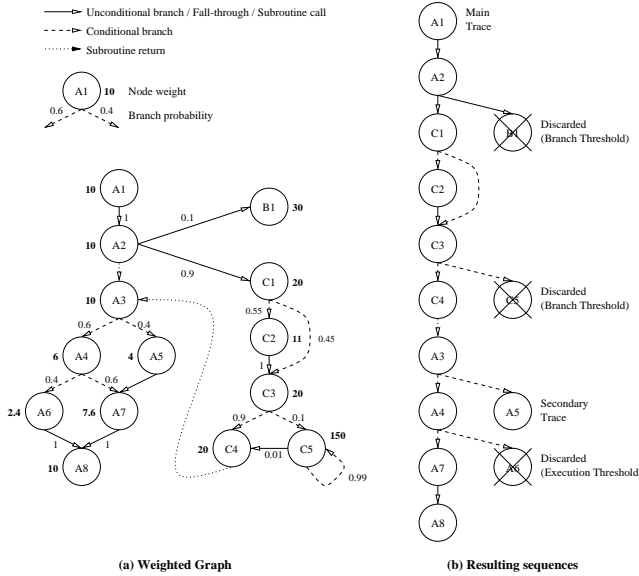 Unconditional branch / Fall-through / Subroutine call
Conditional branch
Subroutine return
A1 10 Node weight
0.6 0.4 Branch probability
10 A1
1
10 A2
0.1
B1 30
0.9
10 A3
C1 20
0.6 0.4
0.55 0.45
6 A4
4 A5
C2 11
0.4 0.6
1
2.4 A6
7.6 A7
C3 20
1 1
0.9 0.1
10 A8
20 C4
0.01
C5 150
0.99
(a) Weighted Graph
A1 Main
Trace
A2
C1
B1 Discarded
(Branch Threshold)
C2
C3
C4
C5 Discarded
(Branch Threshold)
A3
A4
A5 Secondary
Trace
A7
A6 Discarded
(Execution Threshold
A8
(b) Resulting sequences